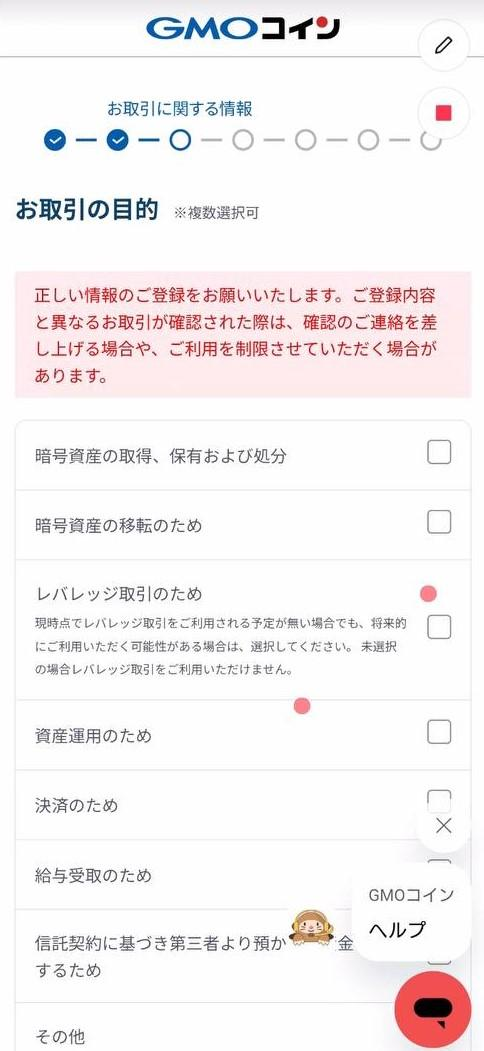 GMOコイン
お取引に関する情報
お取引の目的 ※複数選択可
正しい情報のご登録をお願いいたします。ご登録内容
と異なるお取引が確認された際は、確認のご連絡を差
し上げる場合や、ご利用を制限させていただく場合が
あります。
暗号資産の取得、保有および処分
暗号資産の移転のため
レバレッジ取引のため
現時点でレバレッジ取引をご利用される予定が無い場合でも、将来的
にご利用いただく可能性がある場合は、選択してください。 未選択
の場合レバレッジ取引をご利用いただけません。
資産運用のため
決済のため
給与受取のため
GMOコイン
ヘルプ
信託契約に基づき第三者より預か 金
するため
その他